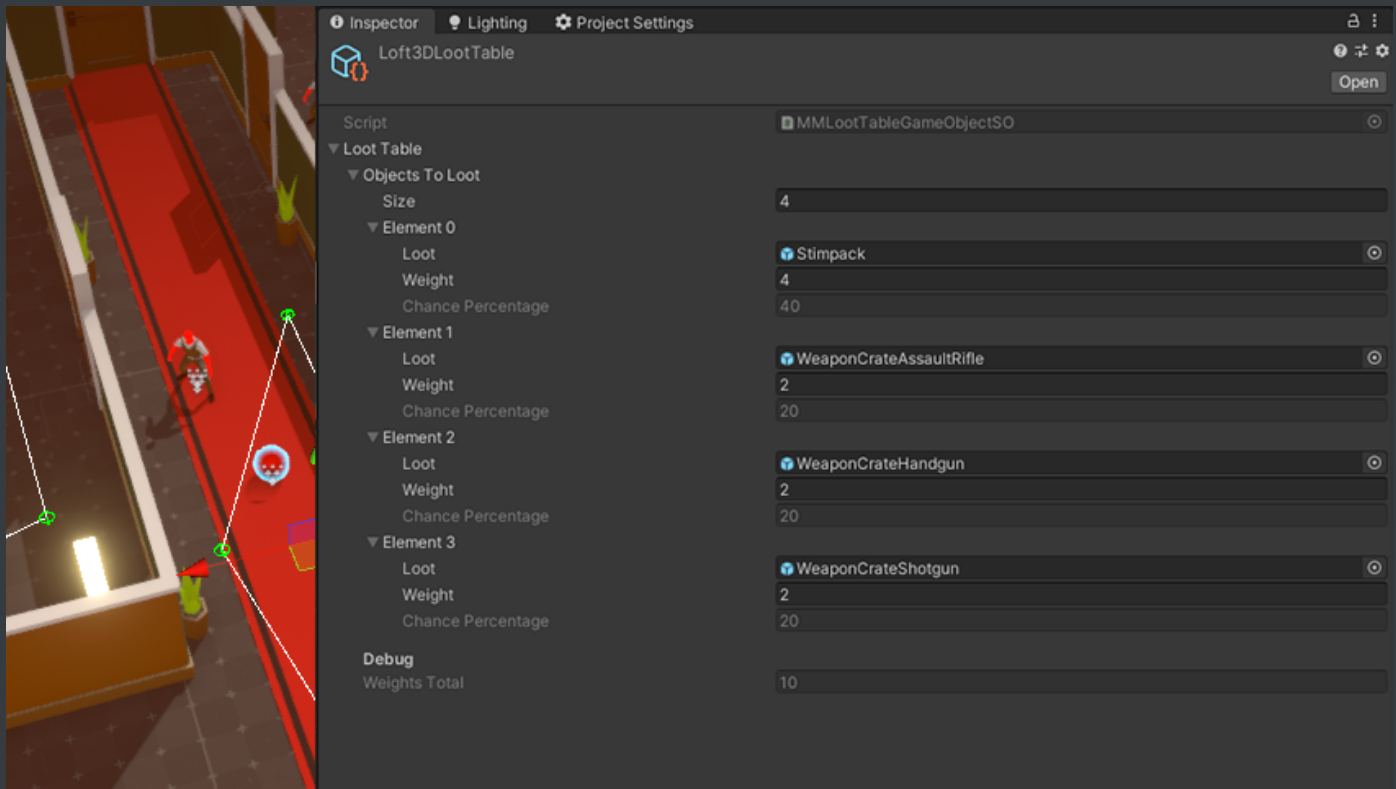 Inspector Lighting Project Settings
Loft3DLootTable
Open
Script MMLootTableGameObjectSO
Loot Table
Objects To Loot
Size 4
Element 0
Loot Stimpack
Weight 4
Chance Percentage 40
Element 1
Loot WeaponCrateAssaultRifle
Weight 2
Chance Percentage 20
Element 2
Loot WeaponCrateHandgun
Weight 2
Chance Percentage 20
Element 3
Loot WeaponCrateShotgun
Weight 2
Chance Percentage 20
Debug
Weights Total 10